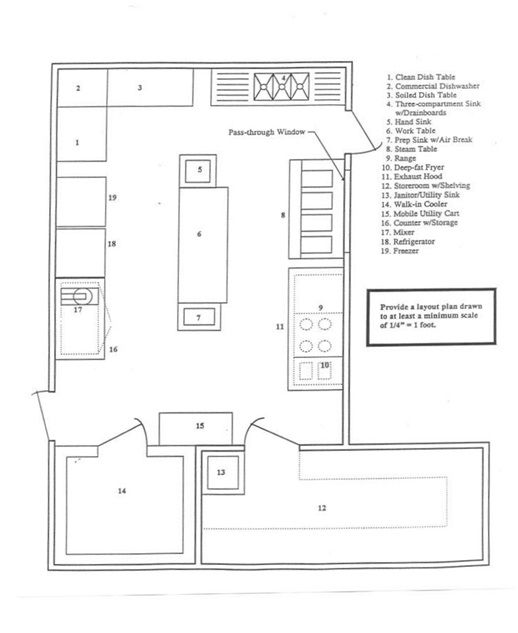 1. Clean Dish Table
2. Commercial Dishwasher
3. Soiled Dish Table
4. Three-compartment Sink
w/Drainboards
5. Hand Sink
6. Work Table
7. Prep Sink w/Air Break
8. Steam Table
9. Range
10. Deep-fat Fryer
11. Exhaust Hood
12. Storeroom w/Shelving
13. Janitor/Utility Sink
14. Walk-in Cooler
15. Mobile Utility Cart
16. Counter w/Storage
17. Mixer
18. Refrigerator
19. Freezer
Pass-through Window
Provide a layout plan drawn
to at least a minimum scale
of 1/4" = 1 foot.
2
3
4
1
5
19
6
8
18
17
7
9
11
16
10
15
13
14
12